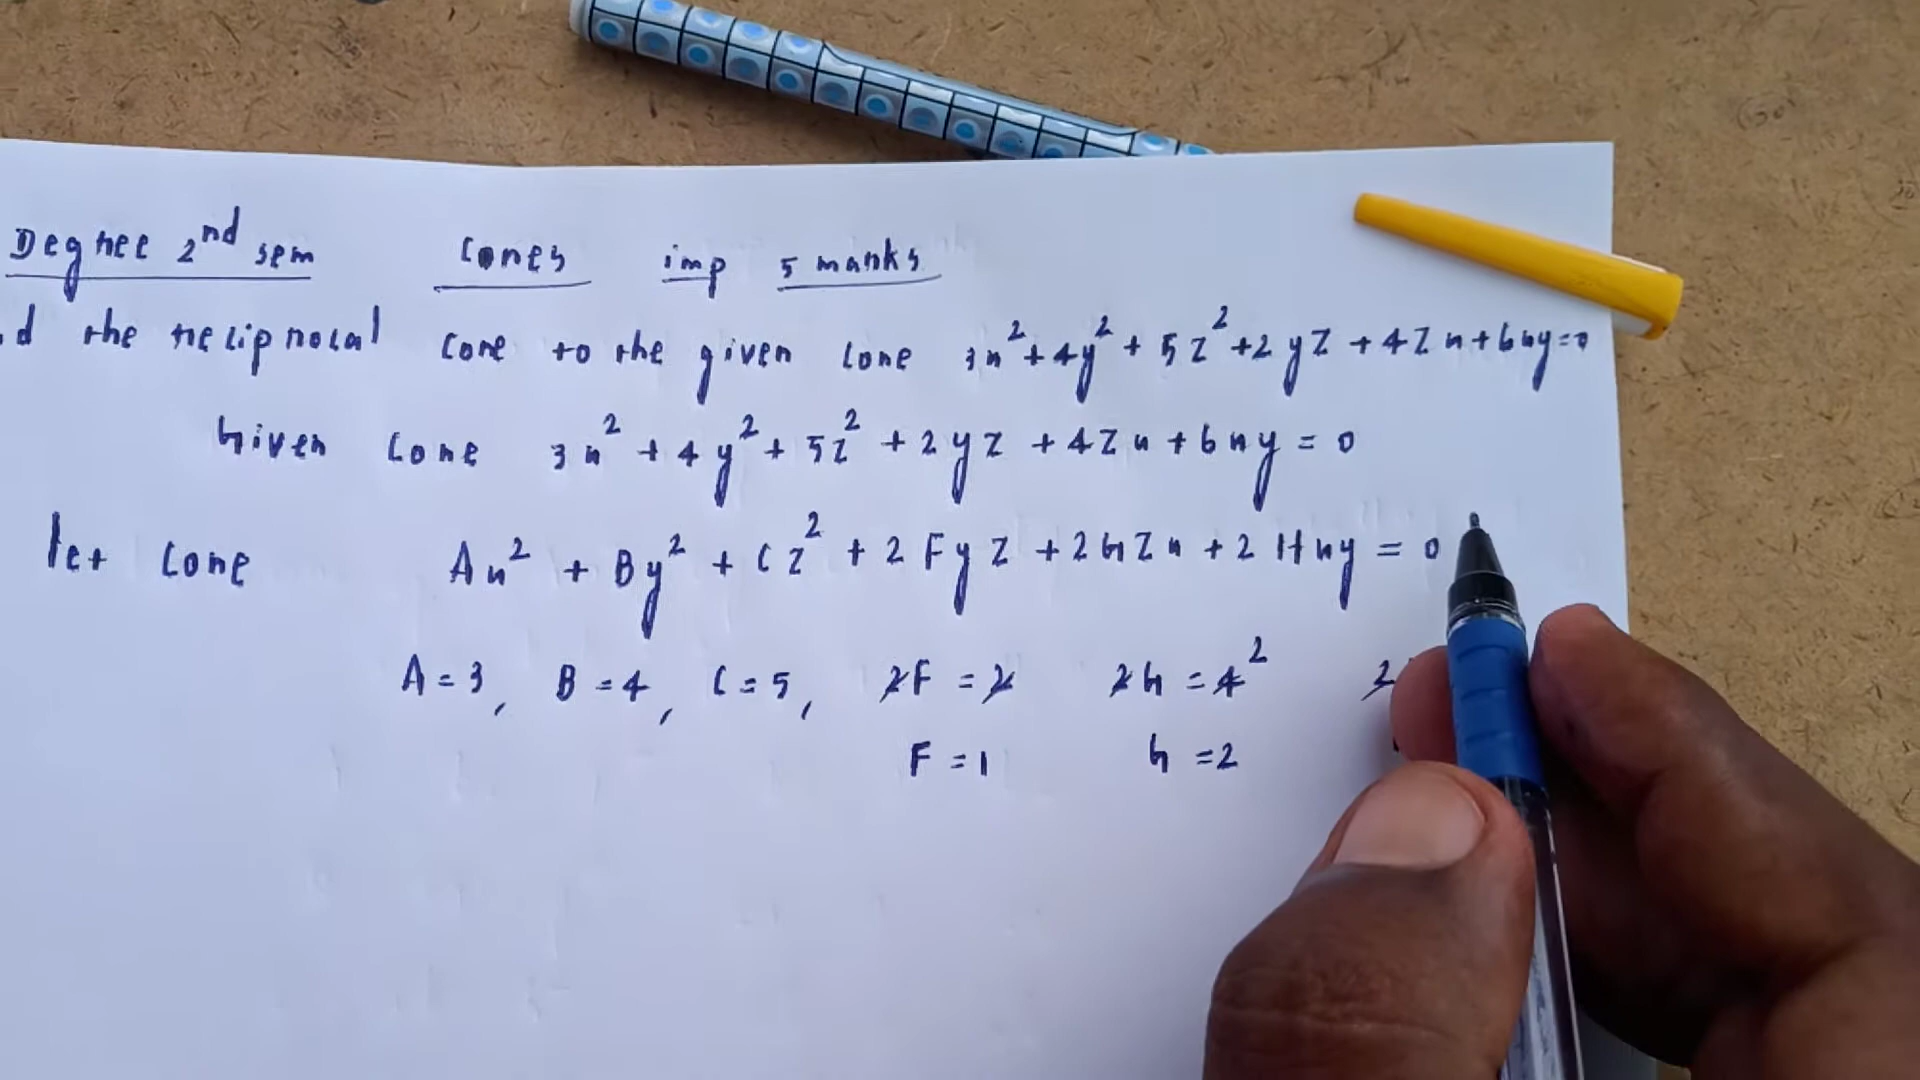 Degree 2nd sem cones imp 5 marks
d the reciprocal cone to the given cone 3x²+4y²+5z²+2yz+4zx+6xy=0
Given cone 3x²+4y²+5z²+2yz+4zx+6xy=0
let cone Ax²+By²+Cz²+2Fyz+2Gzx+2Hxy=0
A=3, B=4, C=5, 2F=2 2G=4 2 2
F=1 G=2